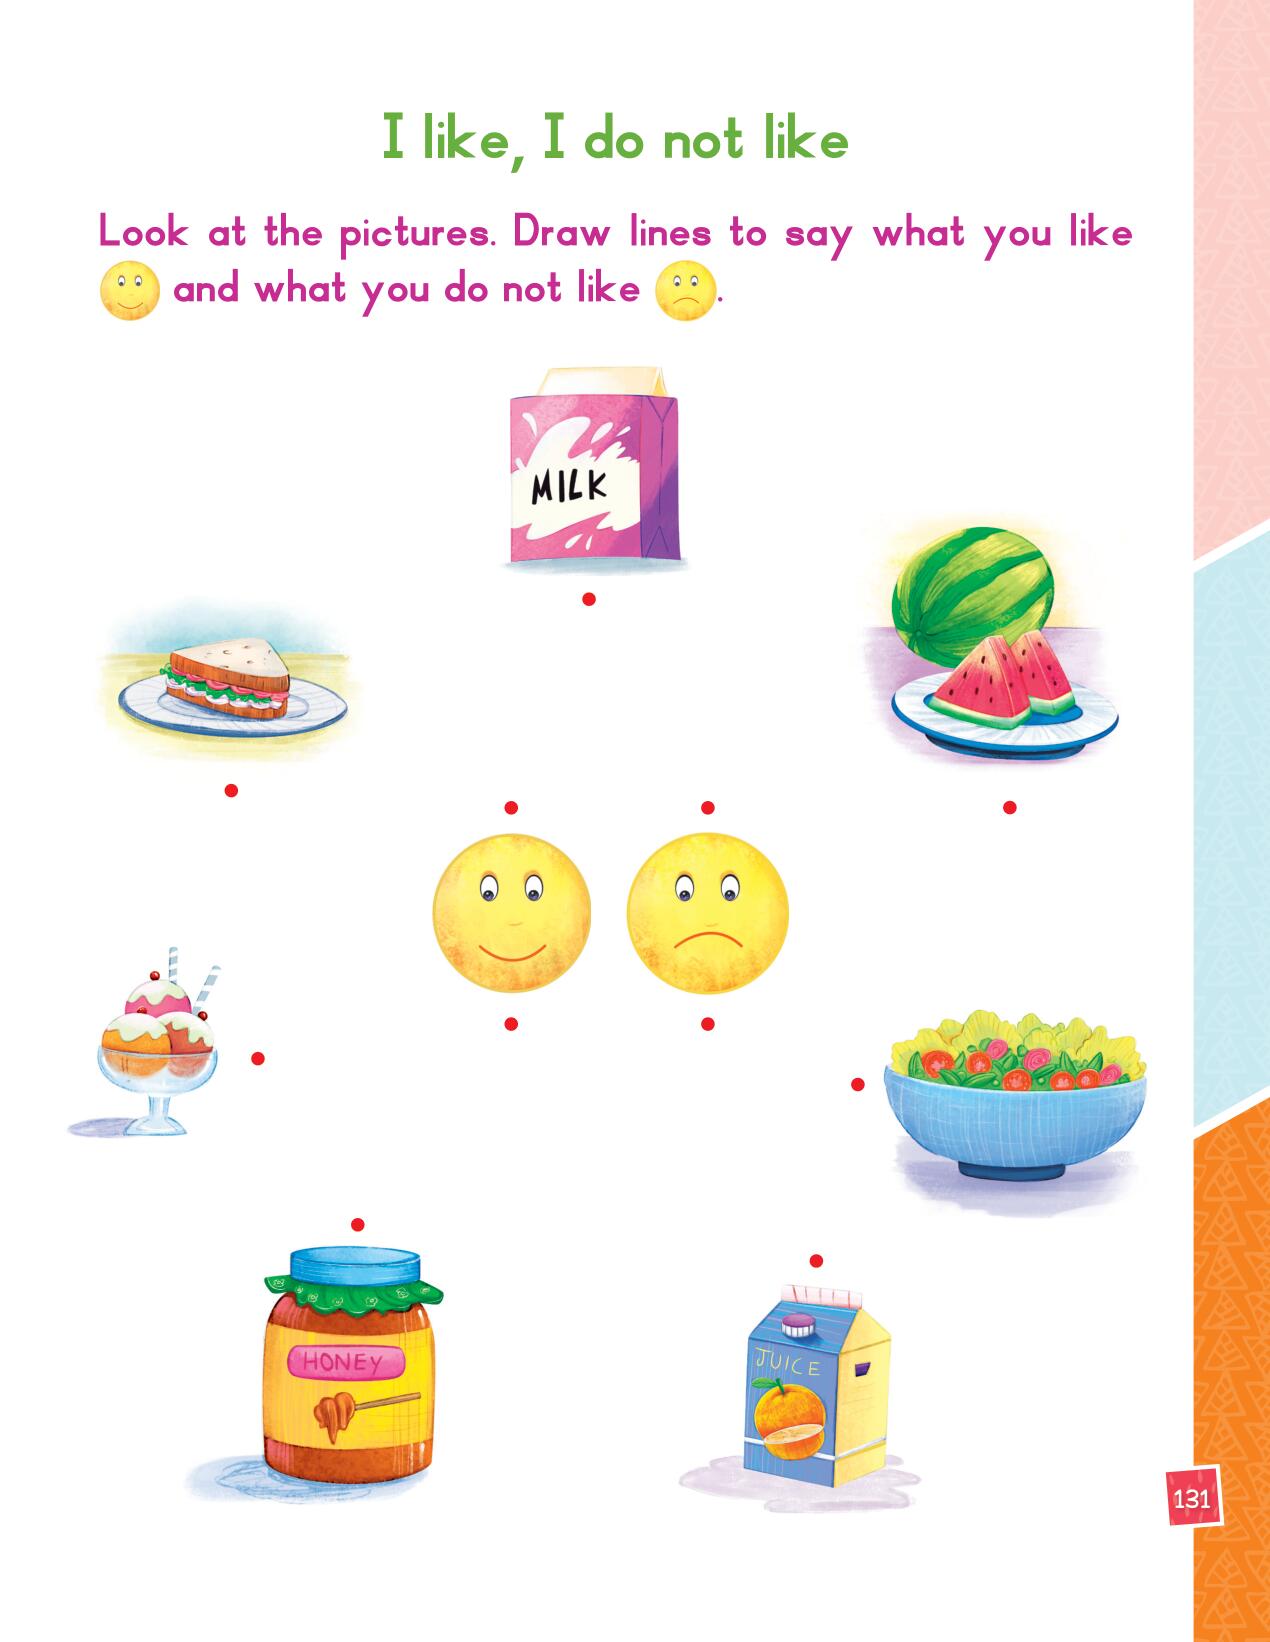 I like, I do not like
Look at the pictures. Draw lines to say what you like
and what you do not like .
MILK
HONEY
JUICE
131